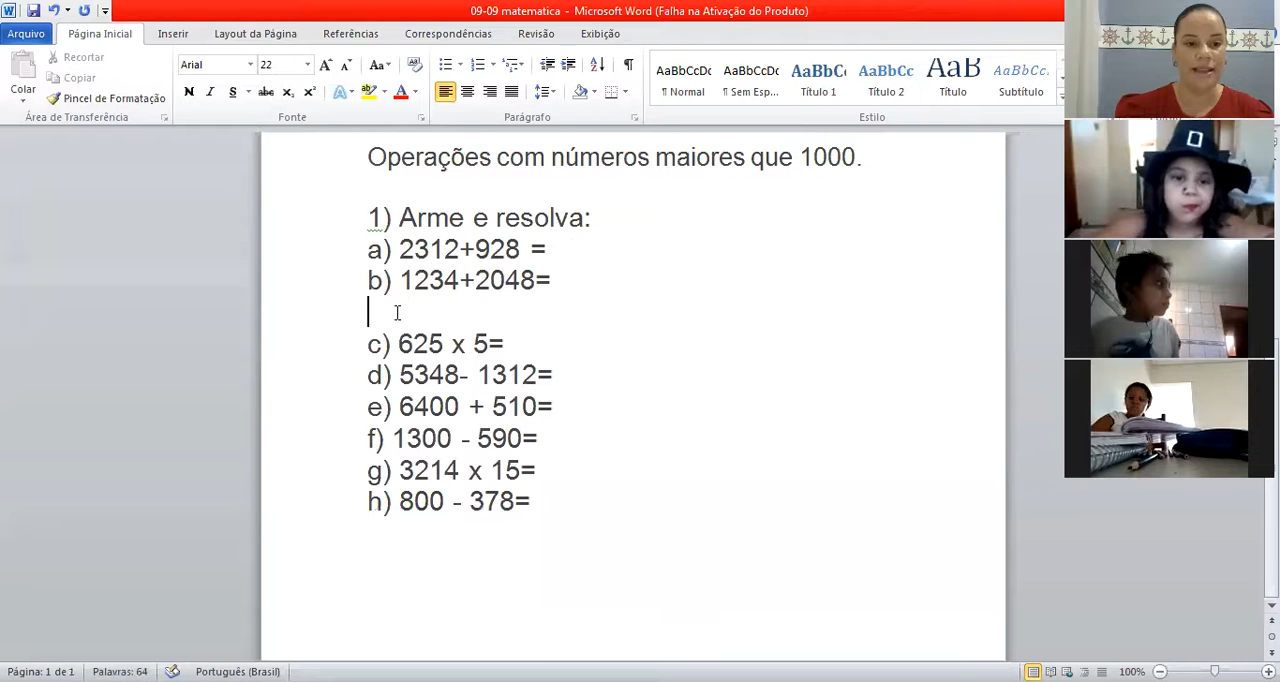 09-09 matematica - Microsoft Word (Falha na Ativação do Produto)
Arquivo Página Inicial Inserir Layout da Página Referências Correspondências Revisão Exibição
Colar
Recortar
Copiar
Pincel de Formatação
Área de Transferência
Arial 22
Fonte
Parágrafo
AaBbCcDc AaBbCcDc AaBbC AaBbCc AaBb AaBbCc.
¶ Normal ¶ Sem Esp... Título 1 Título 2 Título Subtítulo
Estilo
Operações com números maiores que 1000.
1) Arme e resolva:
a) 2312+928 =
b) 1234+2048=
c) 625 x 5=
d) 5348- 1312=
e) 6400 + 510=
f) 1300 - 590=
g) 3214 x 15=
h) 800 - 378=
Página: 1 de 1 Palavras: 64 Português (Brasil) 100%